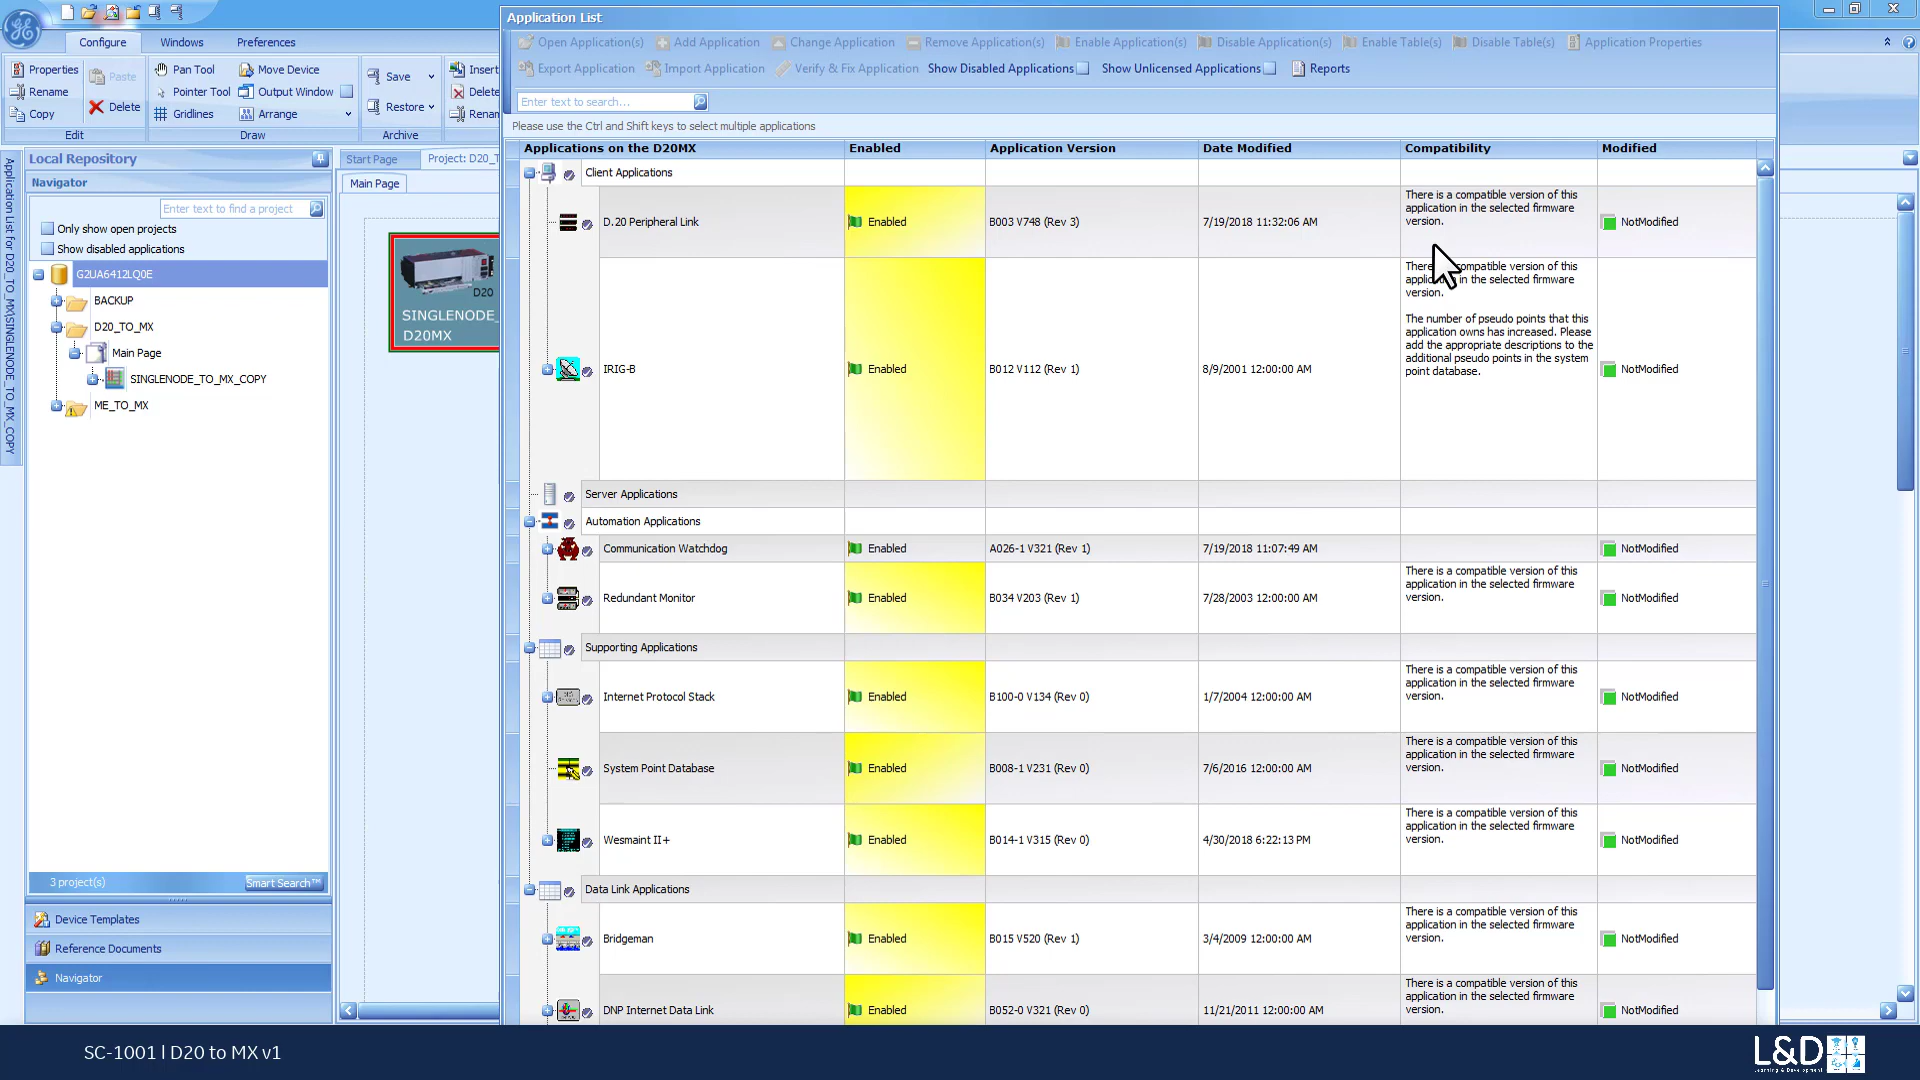 Configure
Windows
Preferences
Properties
Rename
Copy
Paste
Delete
Edit
Pan Tool
Pointer Tool
Gridlines
Move Device
Output Window
Arrange
Draw
Save
Restore
Archive
Insert
Delete
Application List
Open Application(s)
Add Application
Change Application
Remove Application(s)
Enable Application(s)
Disable Application(s)
Enable Table(s)
Disable Table(s)
Application Properties
Export Application
Import Application
Verify & Fix Application
Show Disabled Applications
Show Unlicensed Applications
Reports
Enter text to search...
Please use the Ctrl and Shift keys to select multiple applications
Application List for D20_TO_MX\SINGLENODE_TO_MX_COPY
Local Repository
Navigator
Enter text to find a project
Only show open projects
Show disabled applications
G2UA6412LQ0E
BACKUP
D20_TO_MX
Main Page
SINGLENODE_TO_MX_COPY
ME_TO_MX
3 project(s)
Smart Search™
Device Templates
Reference Documents
Navigator
Start Page
Project: D20_T
Main Page
D20
SINGLENODE_
D20MX
Applications on the D20MX Enabled Application Version Date Modified Compatibility Modified
Client Applications
D.20 Peripheral Link Enabled B003 V748 (Rev 3) 7/19/2018 11:32:06 AM
There is a compatible version of this
application in the selected firmware
version.
NotModified
IRIG-B Enabled B012 V112 (Rev 1) 8/9/2001 12:00:00 AM
compatible version of this
in the selected firmware
version.
The number of pseudo points that this
application owns has increased. Please
add the appropriate descriptions to the
additional pseudo points in the system
point database.
NotModified
Server Applications
Automation Applications
Communication Watchdog Enabled A026-1 V321 (Rev 1) 7/19/2018 11:07:49 AM NotModified
Redundant Monitor Enabled B034 V203 (Rev 1) 7/28/2003 12:00:00 AM
There is a compatible version of this
application in the selected firmware
version.
NotModified
Supporting Applications
Internet Protocol Stack Enabled B100-0 V134 (Rev 0) 1/7/2004 12:00:00 AM
There is a compatible version of this
application in the selected firmware
version.
NotModified
System Point Database Enabled B008-1 V231 (Rev 0) 7/6/2016 12:00:00 AM
There is a compatible version of this
application in the selected firmware
version.
NotModified
Wesmaint II+ Enabled B014-1 V315 (Rev 0) 4/30/2018 6:22:13 PM
There is a compatible version of this
application in the selected firmware
version.
NotModified
Data Link Applications
Bridgeman Enabled B015 V520 (Rev 1) 3/4/2009 12:00:00 AM
There is a compatible version of this
application in the selected firmware
version.
NotModified
DNP Internet Data Link Enabled B052-0 V321 (Rev 0) 11/21/2011 12:00:00 AM
There is a compatible version of this
application in the selected firmware
version.
NotModified
SC-1001 | D20 to MX v1
L&D
Learning & Development